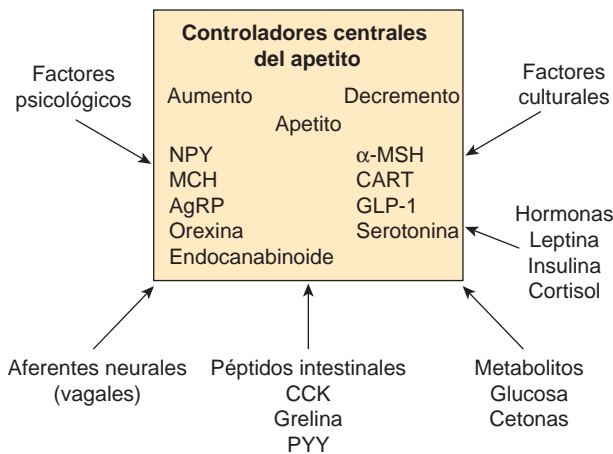 Controladores centrales
del apetito
Factores
psicológicos
Factores
culturales
Aumento
Decremento
Apetito
NPY
MCH
AgRP
Orexina
Endocanabinoide
α-MSH
CART
GLP-1
Serotonina
Hormonas
Leptina
Insulina
Cortisol
Aferentes neurales
(vagales)
Péptidos intestinales
CCK
Grelina
PYY
Metabolitos
Glucosa
Cetonas